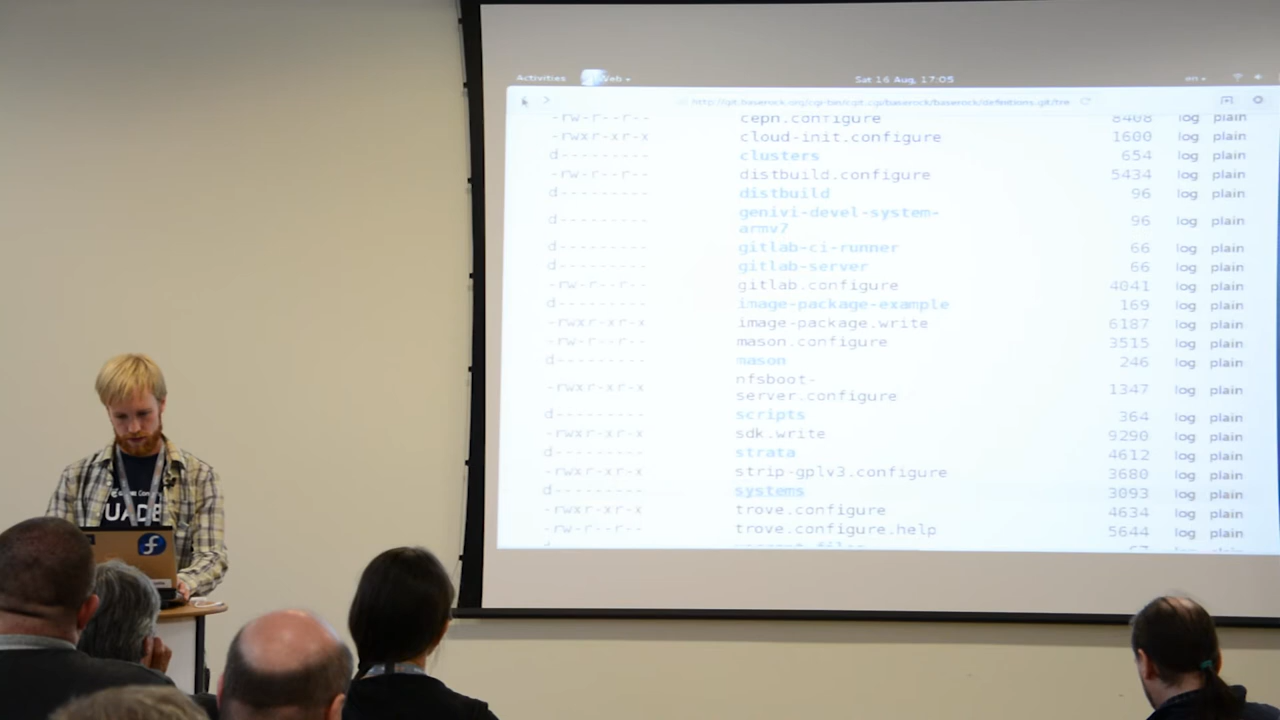 Activities Web Sat 16 Aug, 17:05 en
-rw-r--r-- ceph.configure 8408 log plain
-rwxr-xr-x cloud-init.configure 1600 log plain
d--------- clusters 654 log plain
-rw-r--r-- distbuild.configure 5434 log plain
d--------- distbuild 96 log plain
d--------- genivi-devel-system- 96 log plain
armv7
d--------- gitlab-ci-runner 66 log plain
d--------- gitlab-server 66 log plain
-rw-r--r-- gitlab.configure 4041 log plain
d--------- image-package-example 169 log plain
-rwxr-xr-x image-package.write 6187 log plain
-rw-r--r-- mason.configure 3515 log plain
d--------- mason 246 log plain
-rwxr-xr-x nfsboot- 1347 log plain
server.configure
d--------- scripts 364 log plain
-rwxr-xr-x sdk.write 9290 log plain
d--------- strata 4612 log plain
-rwxr-xr-x strip-gplv3.configure 3680 log plain
d--------- systems 3093 log plain
-rwxr-xr-x trove.configure 4634 log plain
-rw-r--r-- trove.configure.help 5644 log plain
UADE